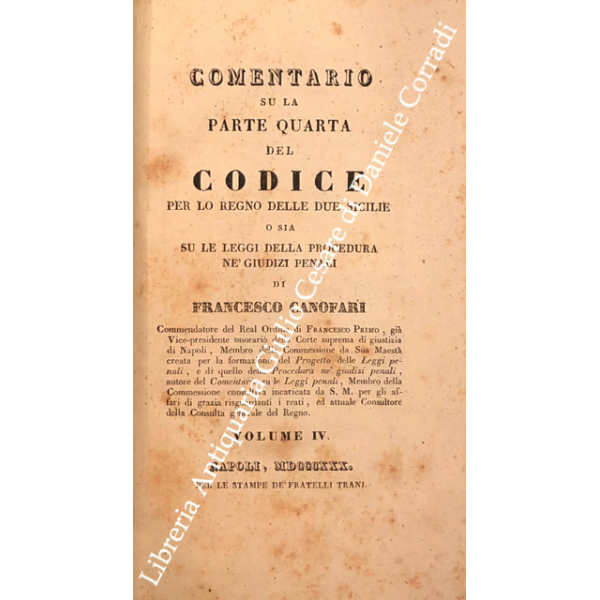 COMENTARIO
SU LA
PARTE QUARTA
DEL
CODICE
PER LO REGNO DELLE DUE SICILIE
O SIA
SU LE LEGGI DELLA PROCEDURA
NE' GIUDIZI PENALI
DI
FRANCESCO CANOFARI
Commendatore del Real Ordine di FRANCESCO PRIMO, già
Vice-presidente onorario della Corte suprema di giustizia
di Napoli, Membro della Commessione da Sua Maestà
creata per la formazione del Progetto delle Leggi pe-
nali, e di quello della Procedura ne' giudizi penali,
autore del Comentario su le Leggi penali, Membro della
Commessione consultiva incaricata da S. M. per gli af-
fari di grazia risguardanti i reati, ed attuale Consultore
della Consulta generale del Regno.
VOLUME IV.
NAPOLI, MDCCCXXX.
PER LE STAMPE DE' FRATELLI TRANI.
Libreria Antiquaria Giulio Cesare di Daniele Corradi